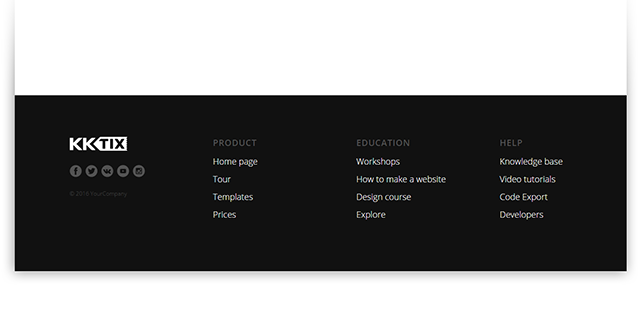 KKTIX
© 2018 YourCompany
PRODUCT
Home page
Tour
Templates
Prices
EDUCATION
Workshops
How to make a website
Design course
Explore
HELP
Knowledge base
Video tutorials
Code Export
Developers